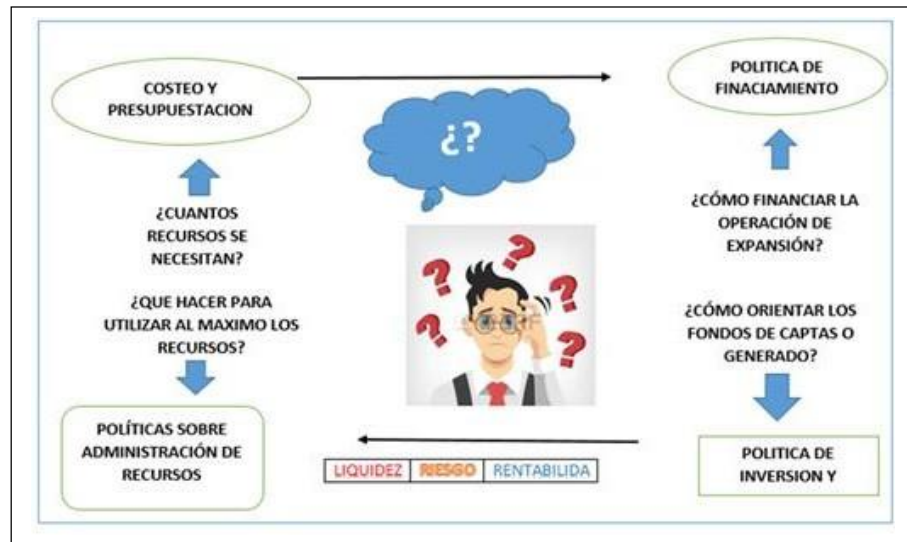 COSTEO Y
PRESUPUESTACION
POLITICA DE
FINACIAMIENTO
¿?
¿CUANTOS
RECURSOS SE
NECESITAN?
¿CÓMO FINANCIAR LA
OPERACIÓN DE
EXPANSIÓN?
¿QUE HACER PARA
UTILIZAR AL MAXIMO LOS
RECURSOS?
¿CÓMO ORIENTAR LOS
FONDOS DE CAPTAS O
GENERADO?
POLÍTICAS SOBRE
ADMINISTRACIÓN DE
RECURSOS
LIQUIDEZ RIESGO RENTABILIDA
POLITICA DE
INVERSION Y